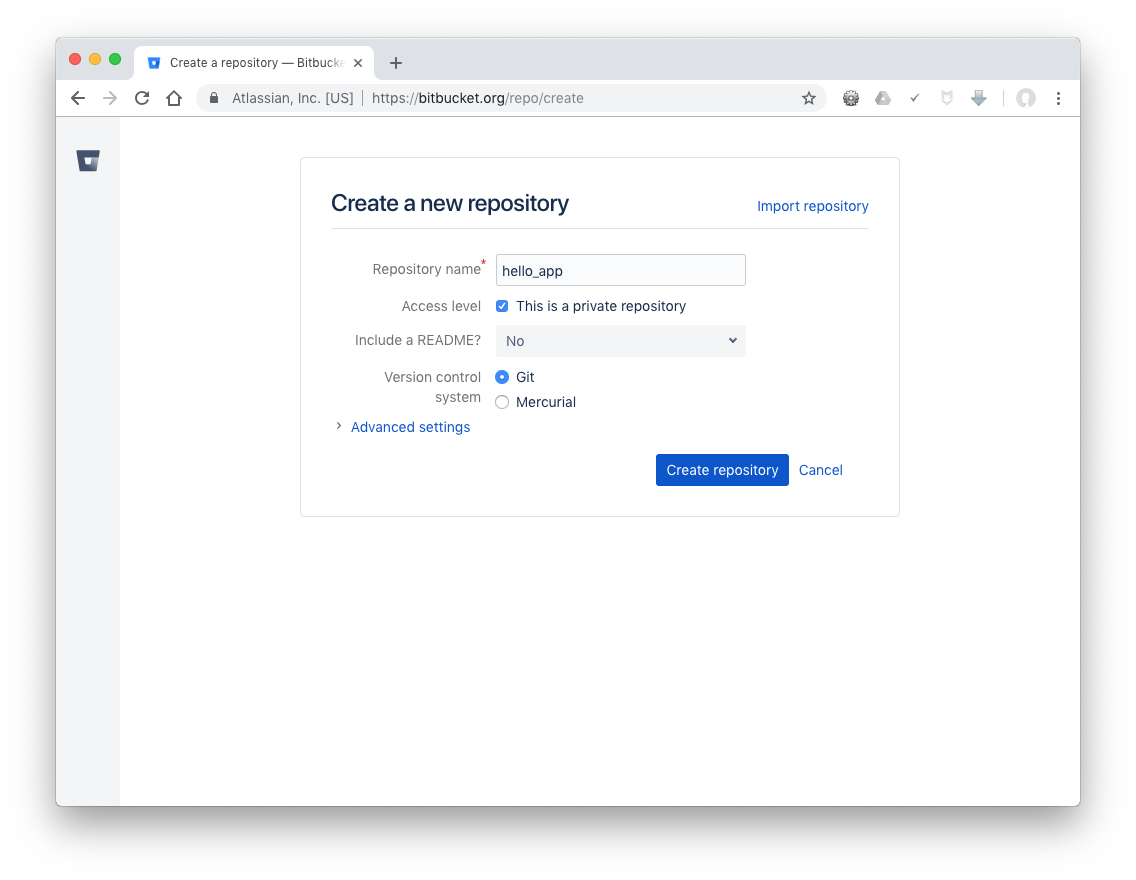 Create a repository — Bitbucke
Atlassian, Inc. [US] | https://bitbucket.org/repo/create
Create a new repository
Import repository
Repository name* hello_app
Access level This is a private repository
Include a README? No
Version control system
Git
Mercurial
Advanced settings
Create repository Cancel